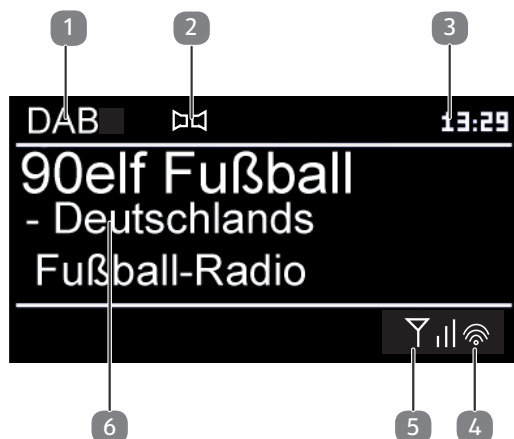 1 2 3
DAB 13:29
90elf Fußball
- Deutschlands
Fußball-Radio
6 5 4